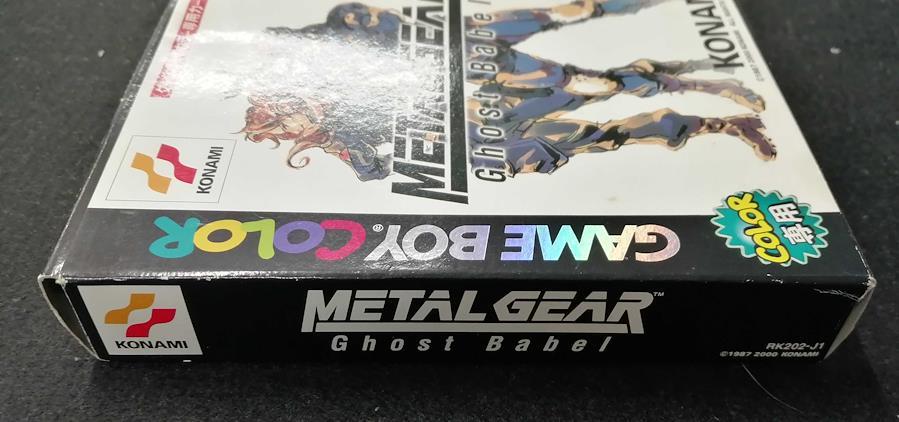 METAL GEAR
Ghost Babel
KONAMI
KONAMI
GAME BOY COLOR®
COLOR
専用
KONAMI
METAL GEAR™
Ghost Babel
RK202-J1
©1987 2000 KONAMI